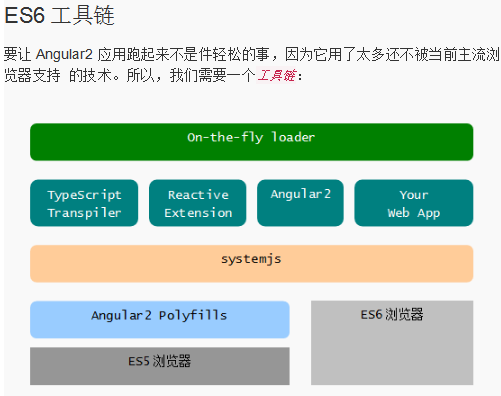 ES6 工具链
要让 Angular2 应用跑起来不是件轻松的事，因为它用了太多还不被当前主流浏
览器支持 的技术。所以，我们需要一个工具链：
On-the-fly loader
TypeScript Transpiler
Reactive Extension
Angular2
Your Web App
systemjs
Angular2 Polyfills
ES6 浏览器
ES5 浏览器